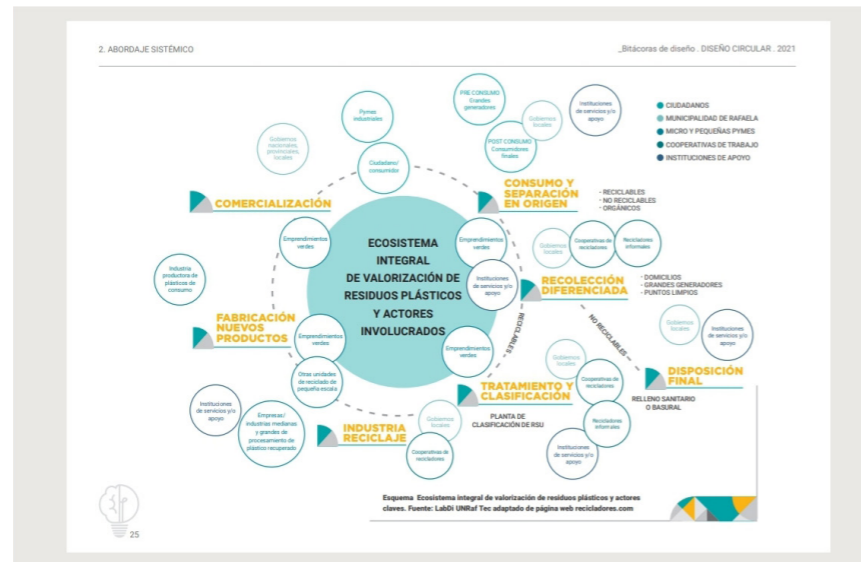 2. ABORDAJE SISTÉMICO
_Bitácoras de diseño . DISEÑO CIRCULAR . 2021
PRE CONSUMO
Grandes
generadores
Gobiernos
locales
Instituciones
de servicios y/o
apoyo
POST CONSUMO
Consumidores
finales
CIUDADANOS
MUNICIPALIDAD DE RAFAELA
MICRO Y PEQUEÑAS PYMES
COOPERATIVAS DE TRABAJO
INSTITUCIONES DE APOYO
Pymes
industriales
Gobiernos
nacionales,
provinciales,
locales
Ciudadano/
consumidor
COMERCIALIZACIÓN
CONSUMO Y
SEPARACIÓN
EN ORIGEN
- RECICLABLES
- NO RECICLABLES
- ORGÁNICOS
Emprendimientos
verdes
ECOSISTEMA
INTEGRAL
DE VALORIZACIÓN DE
RESIDUOS PLÁSTICOS
Y ACTORES
INVOLUCRADOS
Emprendimientos
verdes
Instituciones
de servicios y/o
apoyo
Gobiernos
locales
Cooperativas de
recicladores
Recicladores
informales
RECOLECCIÓN
DIFERENCIADA
- DOMICILIOS
- GRANDES GENERADORES
- PUNTOS LIMPIOS
Industria
productora de
plásticos de
consumo
FABRICACIÓN
NUEVOS
PRODUCTOS
Emprendimientos
verdes
Emprendimientos
verdes
RECICLABLES
NO RECICLABLES
Gobiernos
locales
Instituciones
de servicios y/o
apoyo
DISPOSICIÓN
FINAL
RELLENO SANITARIO
O BASURAL
Otras unidades
de reciclado de
pequeña escala
Gobiernos
locales
Cooperativas de
recicladores
TRATAMIENTO Y
CLASIFICACIÓN
PLANTA DE
CLASIFICACIÓN DE RSU
Recicladores
informales
Instituciones
de servicios y/o
apoyo
Instituciones
de servicios y/o
apoyo
Empresas/
industrias medianas
y grandes de
procesamiento de
plástico recuperado
INDUSTRIA
RECICLAJE
Gobiernos
locales
Cooperativas de
recicladores
Esquema Ecosistema integral de valorización de residuos plásticos y actores
claves. Fuente: LabDi UNRaf Tec adaptado de página web recicladores.com
25